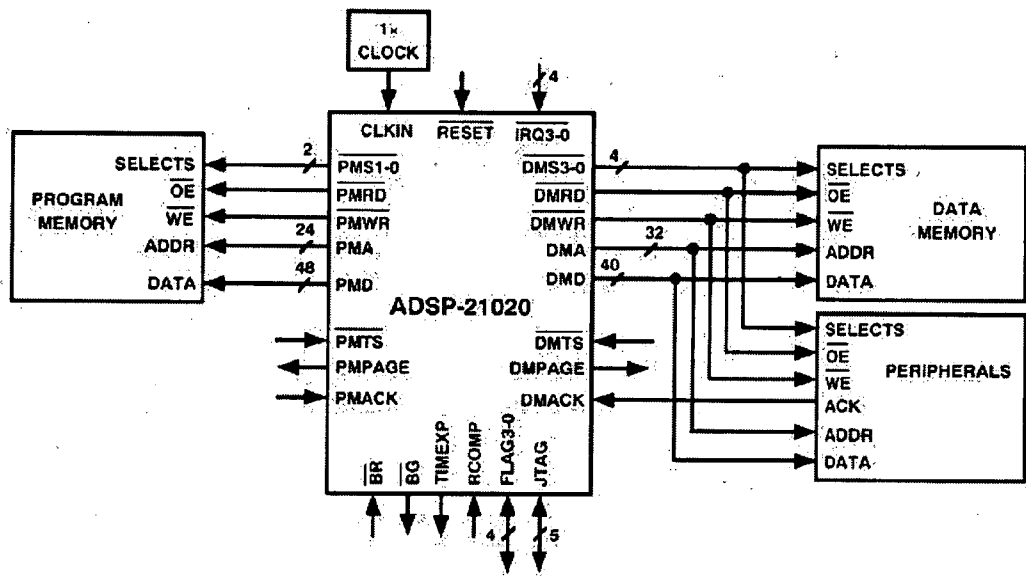 1x
CLOCK
4
CLKIN
RESET
IRQ3-0
PROGRAM
MEMORY
SELECTS
OE
WE
ADDR
DATA
2
24
48
PMS1-0
PMRD
PMWR
PMA
PMD
ADSP-21020
DMS3-0
DMRD
DMWR
DMA
DMD
4
32
40
SELECTS
OE
WE
ADDR
DATA
DATA
MEMORY
PMTS
PMPAGE
PMACK
DMTS
DMPAGE
DMACK
SELECTS
OE
WE
ACK
ADDR
DATA
PERIPHERALS
BR
BG
TIMEXP
RCOMP
FLAG3-0
JTAG
4
5